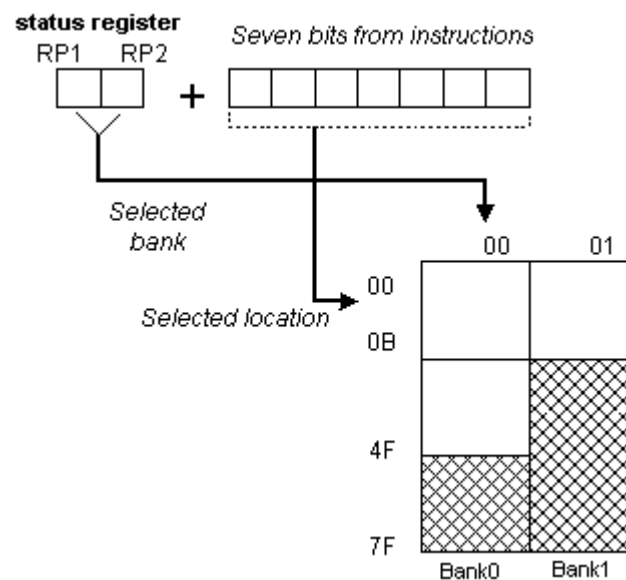 status register
RP1 RP2
Seven bits from instructions
+
Selected
bank
Selected location
00 01
00
0B
4F
7F
Bank0 Bank1